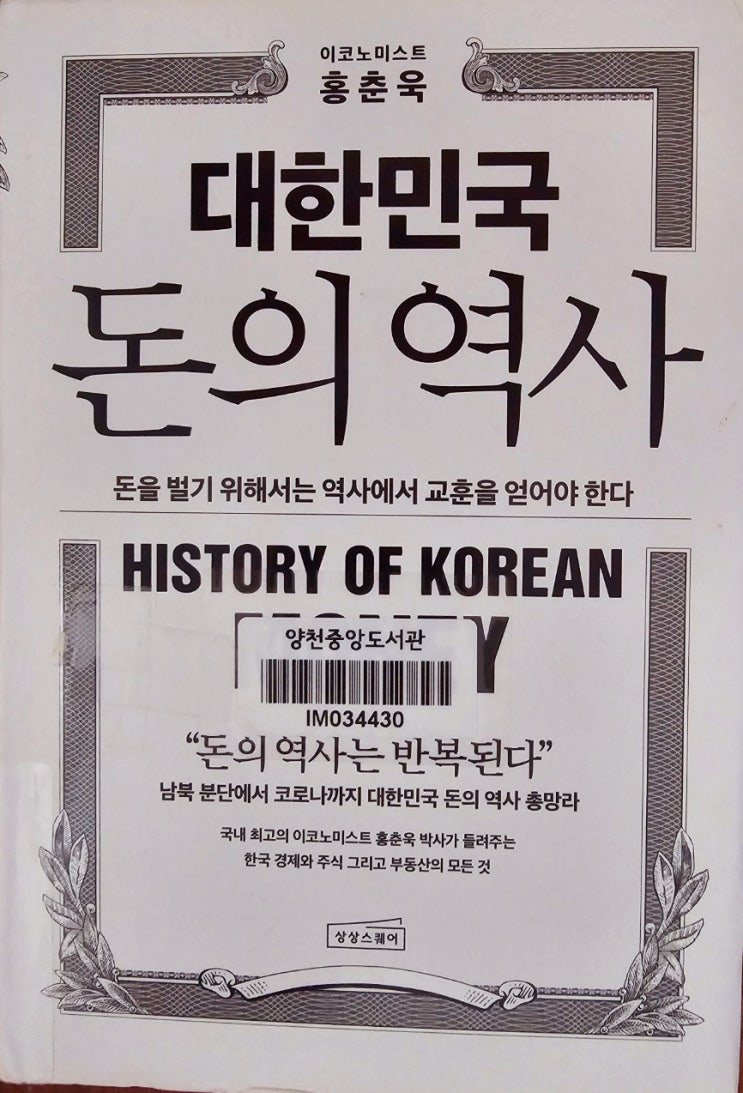 이코노미스트
홍춘욱
대한민국
돈의 역사
돈을 벌기 위해서는 역사에서 교훈을 얻어야 한다
HISTORY OF KOREAN
양천중앙도서관
IM034430
“돈의 역사는 반복된다”
남북 분단에서 코로나까지 대한민국 돈의 역사 총망라
국내 최고의 이코노미스트 홍춘욱 박사가 들려주는
한국 경제와 주식 그리고 부동산의 모든 것
상상스퀘어